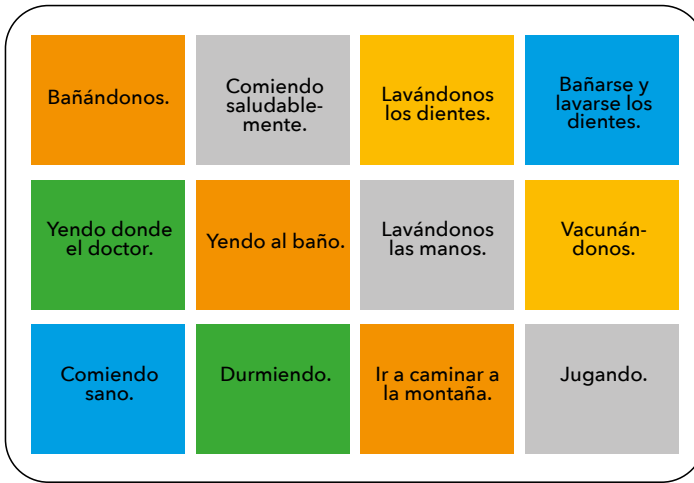 Bañándonos.
Comiendo
saludable-
mente.
Lavándonos
los dientes.
Bañarse y
lavarse los
dientes.
Yendo donde
el doctor.
Yendo al baño.
Lavándonos
las manos.
Vacunán-
donos.
Comiendo
sano.
Durmiendo.
Ir a caminar a
la montaña.
Jugando.